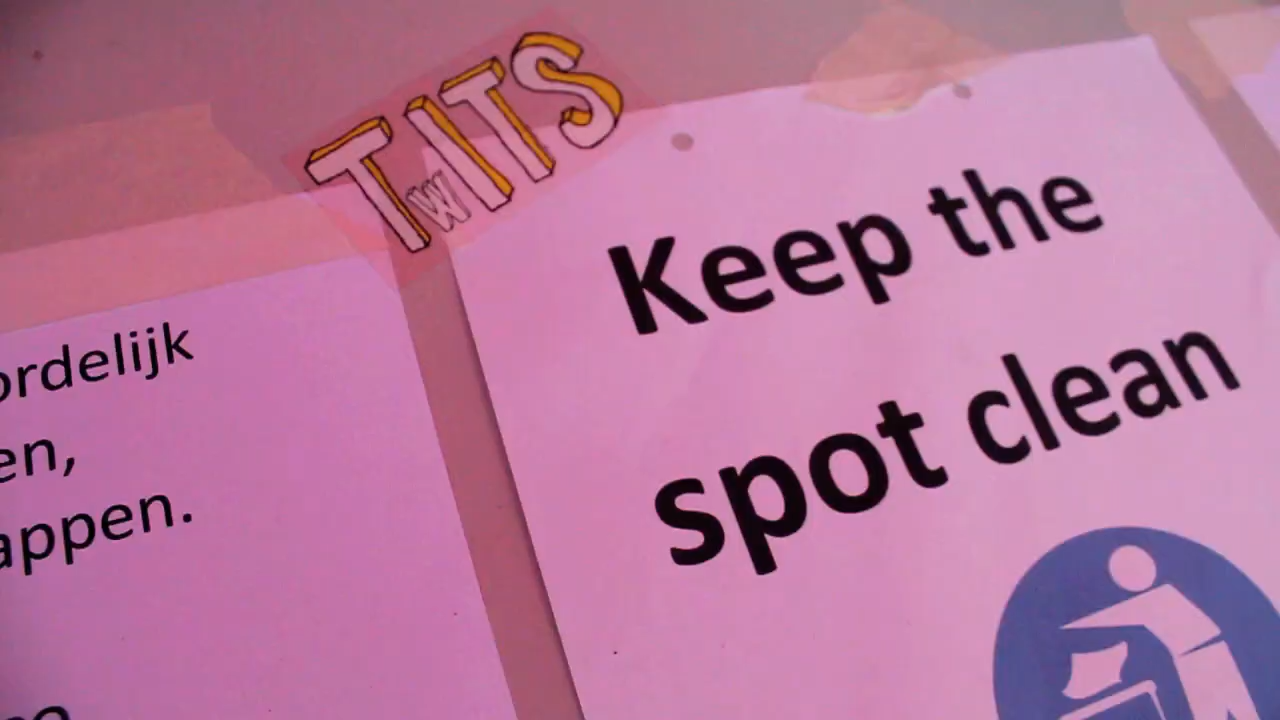 TwITS
Keep the
spot clean
ordelijk
en,
appen.